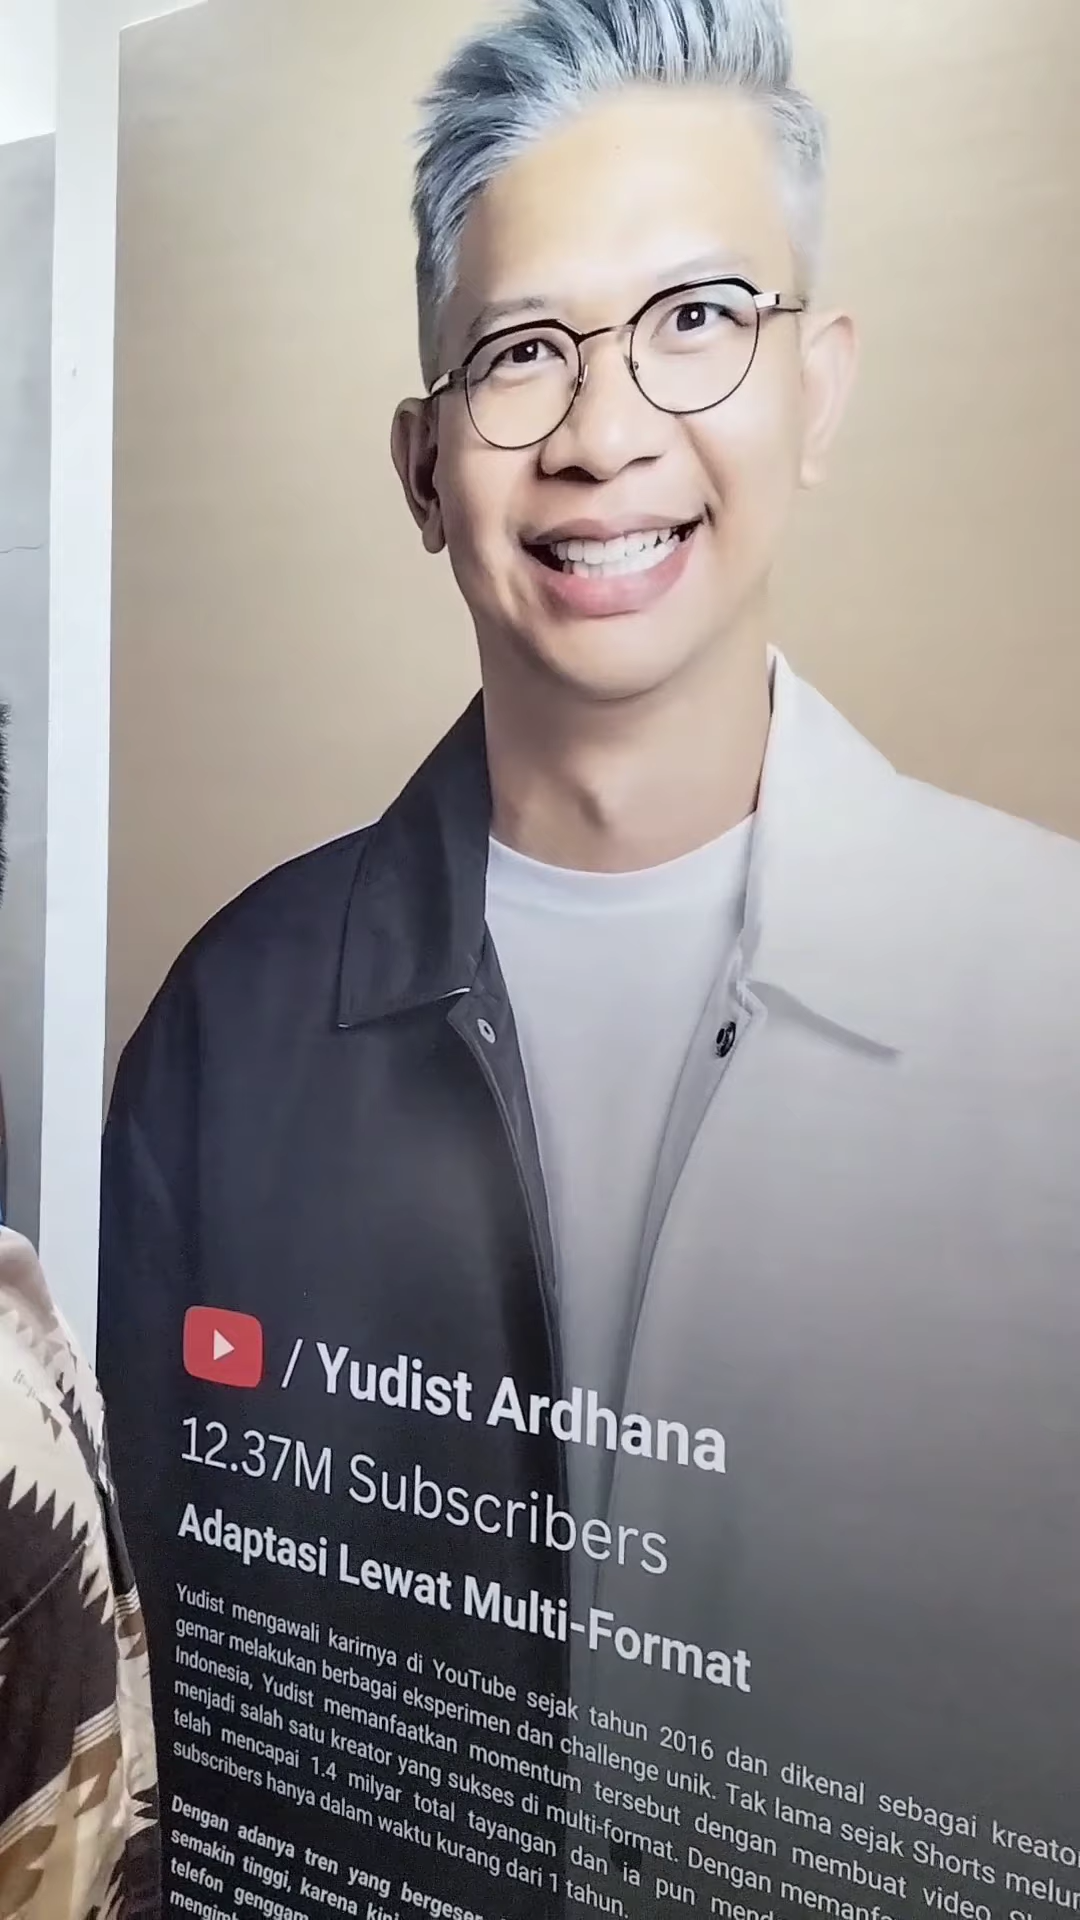 / Yudist Ardhana
12.37M Subscribers
Adaptasi Lewat Multi-Format
Yudist mengawali karirnya di YouTube sejak tahun 2016 dan dikenal sebagai
gemar melakukan berbagai eksperimen dan challenge unik. Tak lama sejak Shorts
Indonesia, Yudist memanfaatkan momentum tersebut dengan membuat video
menjadi salah satu kreator yang sukses di multi-format. Dengan
telah mencapai 1.4 milyar total tayangan dan ia pun
subscribers hanya dalam waktu kurang dari 1 tahun.
Dengan adanya tren yang bergeser
semakin tinggi, karena kini
telefon